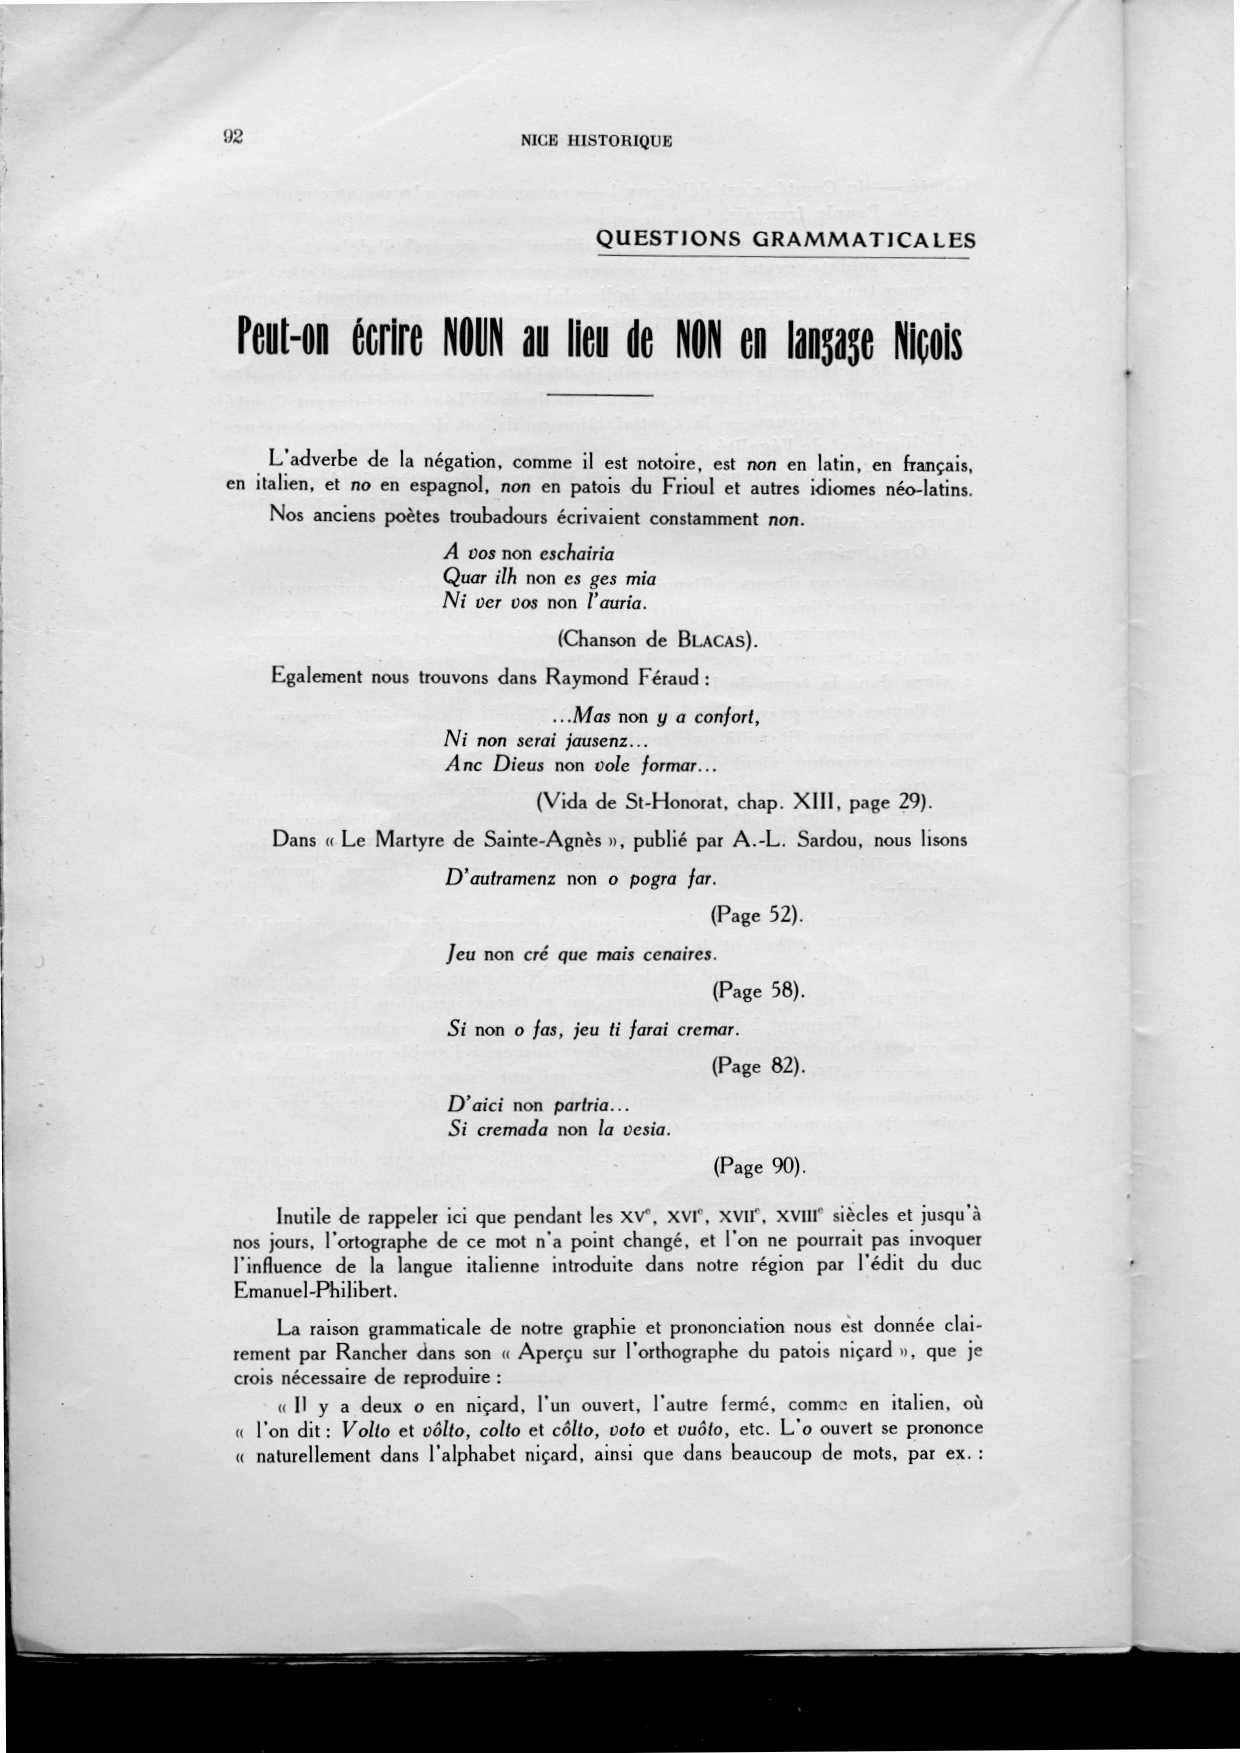 92
NICE HISTORIQUE
QUESTIONS GRAMMATICALES
Peut-on écrire NOUN au lieu de NON en langage Niçois
L'adverbe de la négation, comme il est notoire, est non en latin, en français,
en italien, et no en espagnol, non en patois du Frioul et autres idiomes néo-latins.
Nos anciens poètes troubadours écrivaient constamment non.
A vos non eschairia
Quar ilh non es ges mia
Ni ver vos non l'auria.
(Chanson de BLACAS).
Egalement nous trouvons dans Raymond Féraud :
...Mas non y a confort,
Ni non serai jausenz...
Anc Dieus non vole formar...
(Vida de St-Honorat, chap. XIII, page 29).
Dans « Le Martyre de Sainte-Agnès », publié par A.-L. Sardou, nous lisons
D'autramenz non o pogra far.
(Page 52).
Jeu non cré que mais cenaires.
(Page 58).
Si non o fas, jeu ti farai cremar.
(Page 82).
D'aici non partria...
Si cremada non la vesia.
(Page 90).
Inutile de rappeler ici que pendant les XVe, XVIe, XVIIe, XVIIIe siècles et jusqu'à
nos jours, l'ortographe de ce mot n'a point changé, et l'on ne pourrait pas invoquer
l'influence de la langue italienne introduite dans notre région par l'édit du duc
Emanuel-Philibert.
La raison grammaticale de notre graphie et prononciation nous est donnée clai-
rement par Rancher dans son « Aperçu sur l'orthographe du patois niçard », que je
crois nécessaire de reproduire :
« Il y a deux o en niçard, l'un ouvert, l'autre fermé, comme en italien, où
« l'on dit : Volto et vôlto, colto et côlto, voto et vuôto, etc. L'o ouvert se prononce
« naturellement dans l'alphabet niçard, ainsi que dans beaucoup de mots, par ex. :